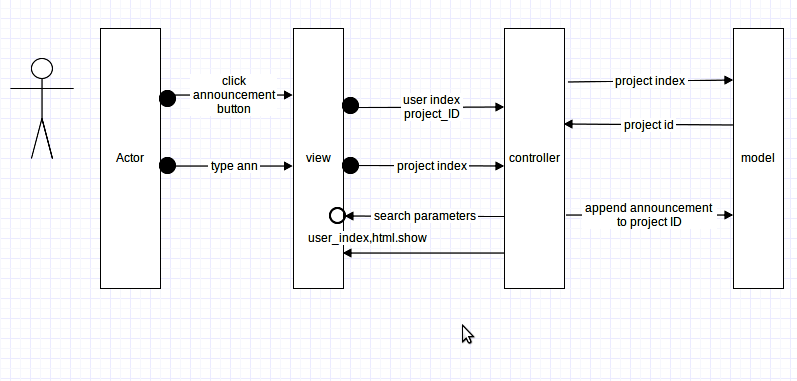 click
announcement
button
user index
project_ID
project index
project id
Actor
type ann
view
project index
controller
model
search parameters
append announcement
to project ID
user_index,html.show